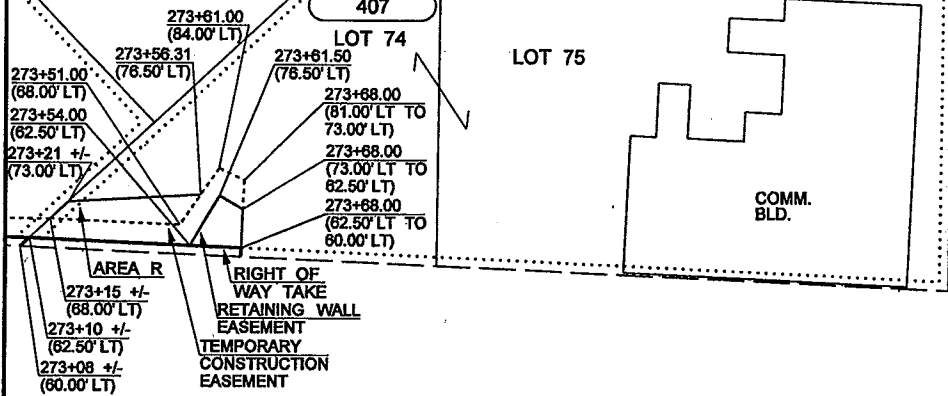 407
273+61.00
(84.00' LT)
LOT 74
LOT 75
273+56.31
(76.50' LT)
273+61.50
(76.50' LT)
273+51.00
(68.00' LT)
273+54.00
(62.50' LT)
273+21 +/-
(73.00' LT)
273+68.00
(81.00' LT TO
73.00' LT)
273+68.00
(73.00' LT TO
62.50' LT)
273+68.00
(62.50' LT TO
60.00' LT)
COMM.
BLD.
AREA R
RIGHT OF
WAY TAKE
273+15 +/-
(68.00' LT)
RETAINING WALL
EASEMENT
273+10 +/-
(62.50' LT)
TEMPORARY
CONSTRUCTION
EASEMENT
273+08 +/-
(60.00' LT)